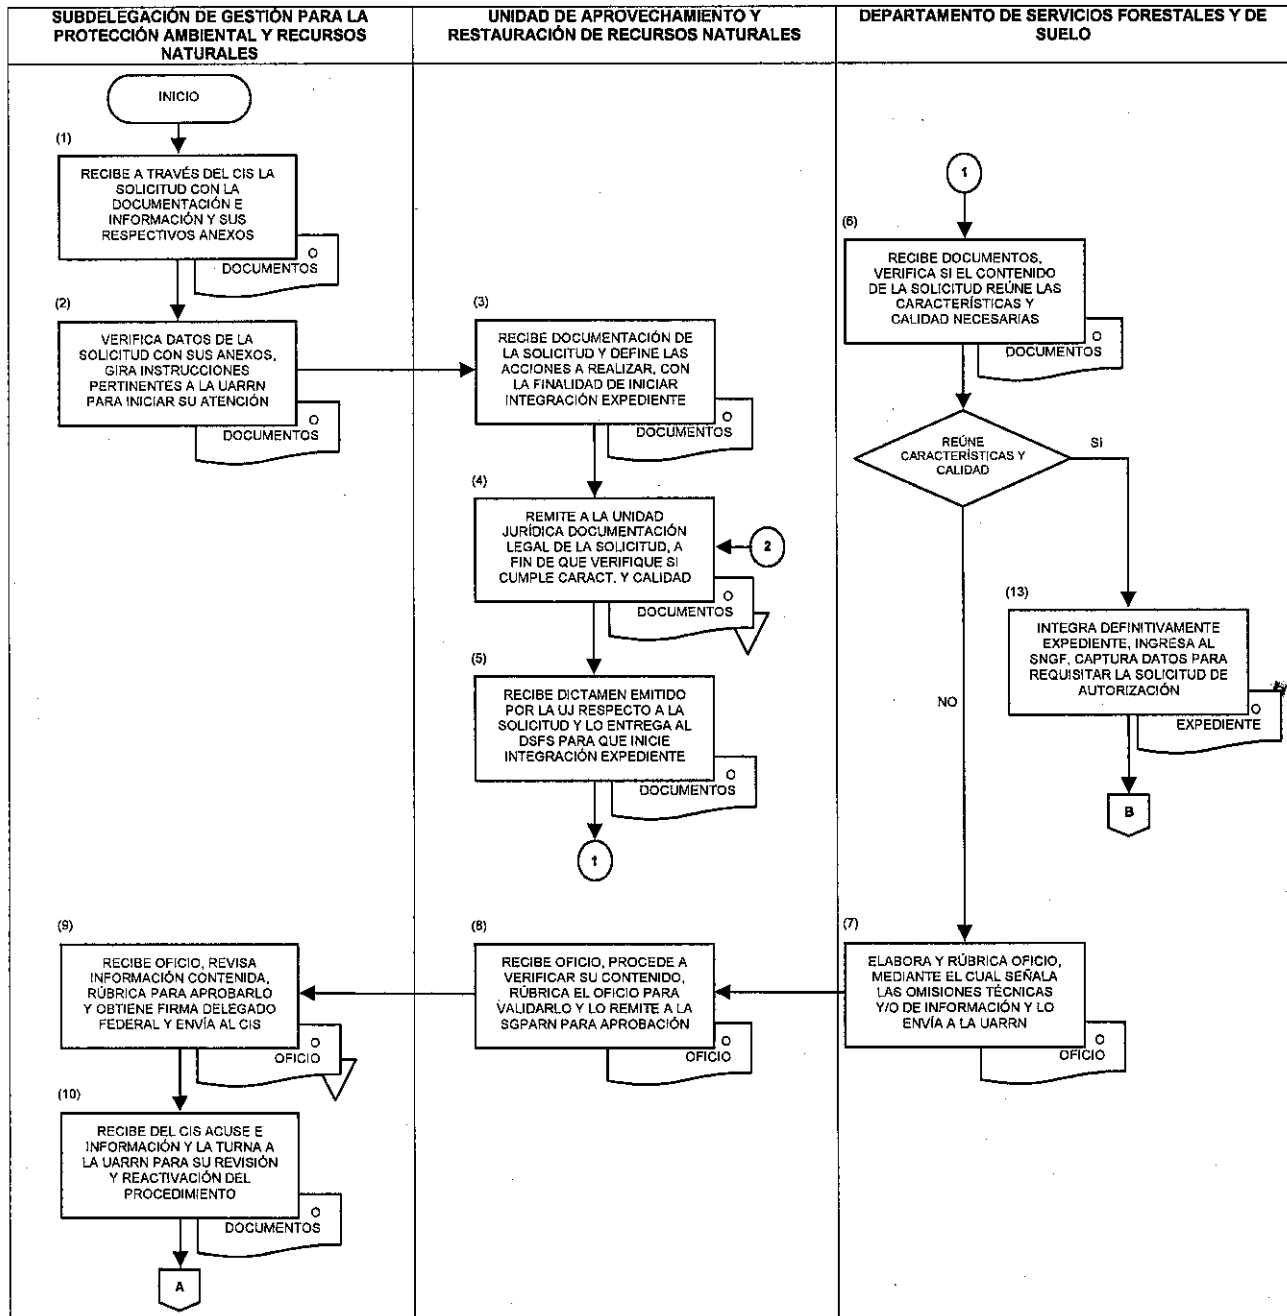 SUBDELEGACIÓN DE GESTIÓN PARA LA
PROTECCIÓN AMBIENTAL Y RECURSOS
NATURALES
UNIDAD DE APROVECHAMIENTO Y
RESTAURACIÓN DE RECURSOS NATURALES
DEPARTAMENTO DE SERVICIOS FORESTALES Y DE
SUELO
INICIO
(1)
RECIBE A TRAVÉS DEL CIS LA
SOLICITUD CON LA
DOCUMENTACIÓN E
INFORMACIÓN Y SUS
RESPECTIVOS ANEXOS
O
DOCUMENTOS
(2)
VERIFICA DATOS DE LA
SOLICITUD CON SUS ANEXOS,
GIRA INSTRUCCIONES
PERTINENTES A LA UARRN
PARA INICIAR SU ATENCIÓN
O
DOCUMENTOS
(3)
RECIBE DOCUMENTACIÓN DE
LA SOLICITUD Y DEFINE LAS
ACCIONES A REALIZAR, CON
LA FINALIDAD DE INICIAR
INTEGRACIÓN EXPEDIENTE
O
DOCUMENTOS
(4)
REMITE A LA UNIDAD
JURÍDICA DOCUMENTACIÓN
LEGAL DE LA SOLICITUD, A
FIN DE QUE VERIFIQUE SI
CUMPLE CARACT. Y CALIDAD
2
O
DOCUMENTOS
(5)
RECIBE DICTAMEN EMITIDO
POR LA UJ RESPECTO A LA
SOLICITUD Y LO ENTREGA AL
DSFS PARA QUE INICIE
INTEGRACIÓN EXPEDIENTE
O
DOCUMENTOS
1
1
(6)
RECIBE DOCUMENTOS,
VERIFICA SI EL CONTENIDO
DE LA SOLICITUD REÚNE LAS
CARACTERÍSTICAS Y
CALIDAD NECESARIAS
O
DOCUMENTOS
REÚNE
CARACTERÍSTICAS Y
CALIDAD
SI
NO
(13)
INTEGRA DEFINITIVAMENTE
EXPEDIENTE, INGRESA AL
SNGF, CAPTURA DATOS PARA
REQUISITAR LA SOLICITUD DE
AUTORIZACIÓN
O
EXPEDIENTE
B
(7)
ELABORA Y RÚBRICA OFICIO,
MEDIANTE EL CUAL SEÑALA
LAS OMISIONES TÉCNICAS
Y/O DE INFORMACIÓN Y LO
ENVÍA A LA UARRN
O
OFICIO
(8)
RECIBE OFICIO, PROCEDE A
VERIFICAR SU CONTENIDO,
RÚBRICA EL OFICIO PARA
VALIDARLO Y LO REMITE A LA
SGPARN PARA APROBACIÓN
O
OFICIO
(9)
RECIBE OFICIO, REVISA
INFORMACIÓN CONTENIDA,
RÚBRICA PARA APROBARLO
Y OBTIENE FIRMA DELEGADO
FEDERAL Y ENVÍA AL CIS
O
OFICIO
(10)
RECIBE DEL CIS ACUSE E
INFORMACIÓN Y LA TURNA A
LA UARRN PARA SU REVISIÓN
Y REACTIVACIÓN DEL
PROCEDIMIENTO
O
DOCUMENTOS
A